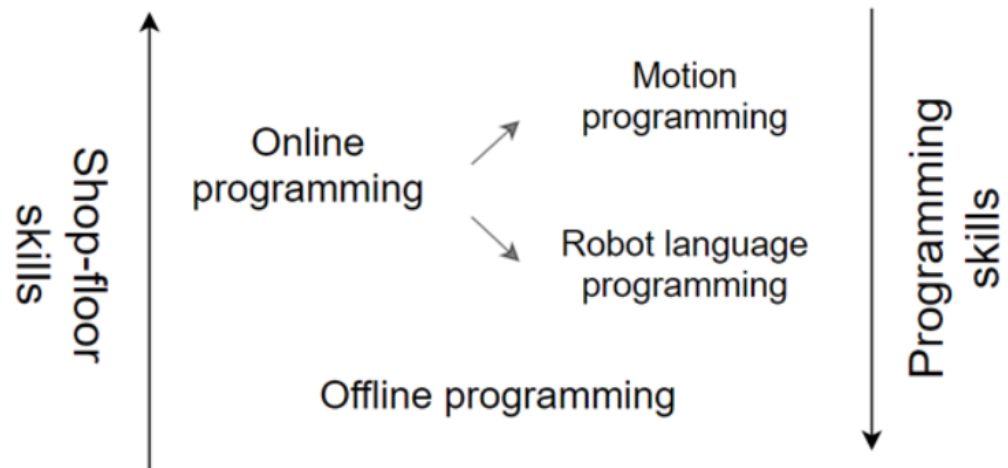 Shop-floor
skills
Online
programming
Motion
programming
Robot language
programming
Offline programming
Programming
skills